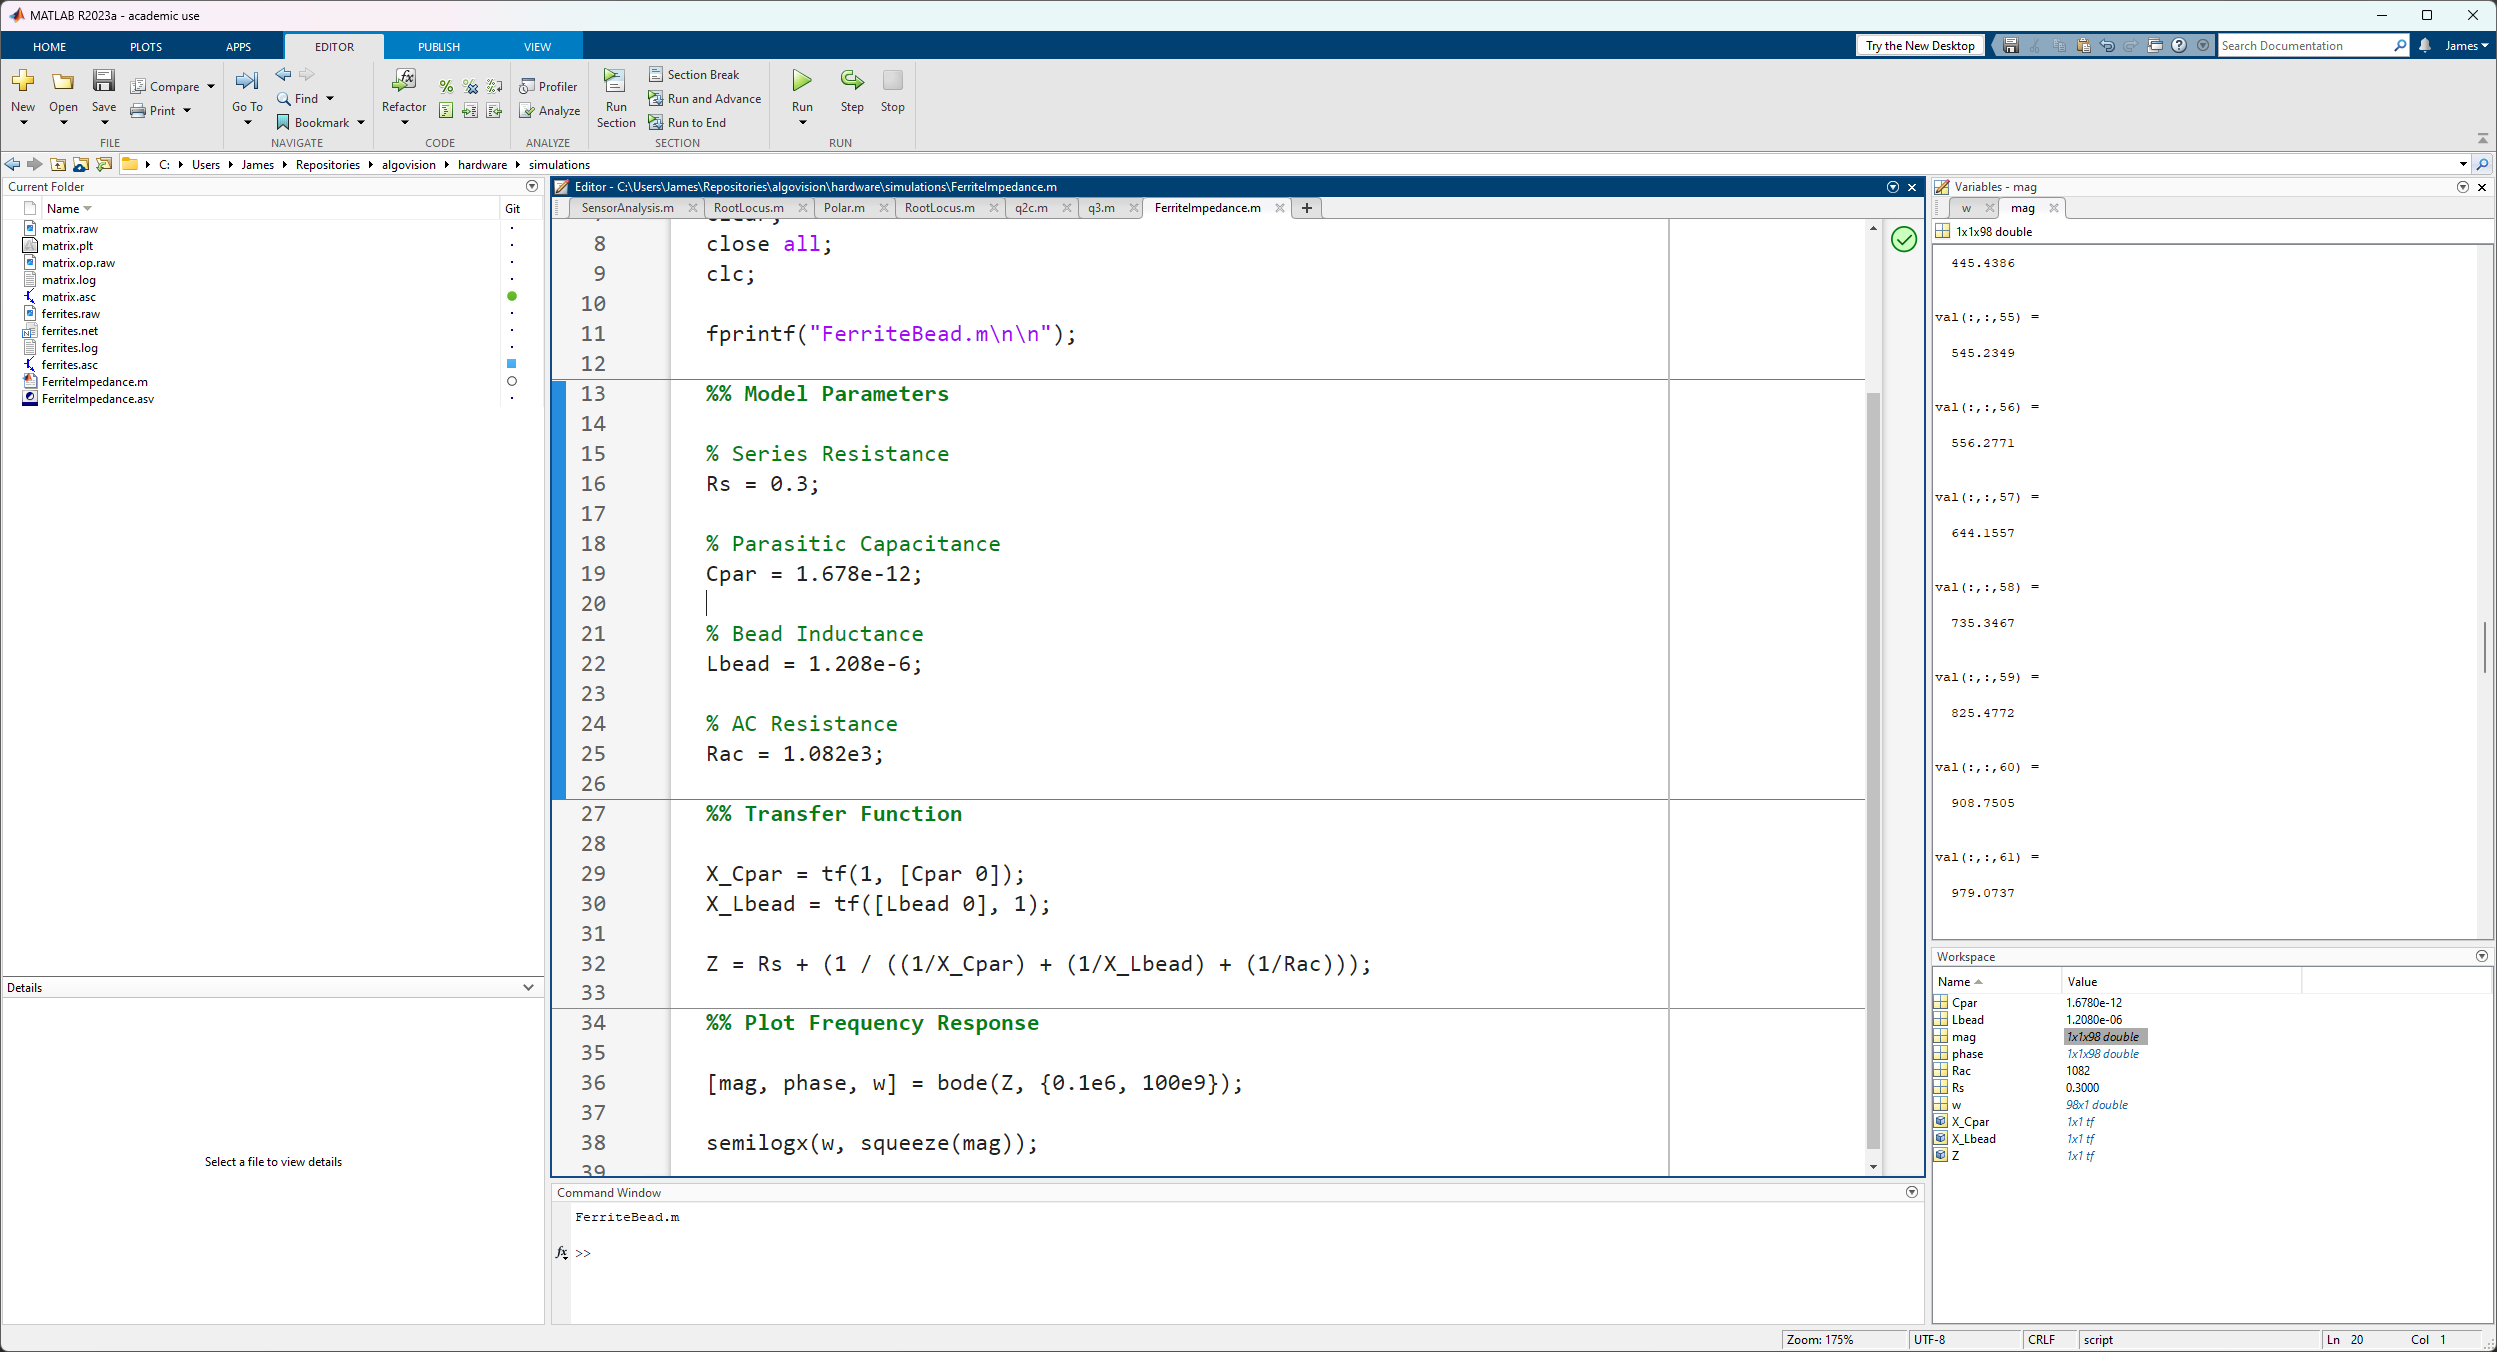 MATLAB R2023a - academic use
HOME PLOTS APPS EDITOR PUBLISH VIEW
Try the New Desktop
Search Documentation
James
New
Open
Save
Compare
Print
FILE
Go To
Find
Bookmark
NAVIGATE
Refactor
CODE
Profiler
Analyze
ANALYZE
Run Section
Section Break
Run and Advance
Run to End
SECTION
Run
Step
Stop
RUN
C: Users James Repositories algovision hardware simulations
Current Folder
Name Git
matrix.raw
matrix.plt
matrix.op.raw
matrix.log
matrix.asc
ferrites.raw
ferrites.net
ferrites.log
ferrites.asc
FerriteImpedance.m
FerriteImpedance.asv
Details
Select a file to view details
Editor - C:\Users\James\Repositories\algovision\hardware\simulations\FerriteImpedance.m
SensorAnalysis.m RootLocus.m Polar.m RootLocus.m q2c.m q3.m FerriteImpedance.m
8 close all;
9 clc;
10
11 fprintf("FerriteBead.m\n\n");
12
13 %% Model Parameters
14
15 % Series Resistance
16 Rs = 0.3;
17
18 % Parasitic Capacitance
19 Cpar = 1.678e-12;
20
21 % Bead Inductance
22 Lbead = 1.208e-6;
23
24 % AC Resistance
25 Rac = 1.082e3;
26
27 %% Transfer Function
28
29 X_Cpar = tf(1, [Cpar 0]);
30 X_Lbead = tf([Lbead 0], 1);
31
32 Z = Rs + (1 / ((1/X_Cpar) + (1/X_Lbead) + (1/Rac)));
33
34 %% Plot Frequency Response
35
36 [mag, phase, w] = bode(Z, {0.1e6, 100e9});
37
38 semilogx(w, squeeze(mag));
39
Command Window
FerriteBead.m
fx >>
Variables - mag
w mag
1x1x98 double
445.4386
val(:,:,55) =
545.2349
val(:,:,56) =
556.2771
val(:,:,57) =
644.1557
val(:,:,58) =
735.3467
val(:,:,59) =
825.4772
val(:,:,60) =
908.7505
val(:,:,61) =
979.0737
Workspace
Name Value
Cpar 1.6780e-12
Lbead 1.2080e-06
mag 1x1x98 double
phase 1x1x98 double
Rac 1082
Rs 0.3000
w 98x1 double
X_Cpar 1x1 tf
X_Lbead 1x1 tf
Z 1x1 tf
Zoom: 175% UTF-8 CRLF script Ln 20 Col 1